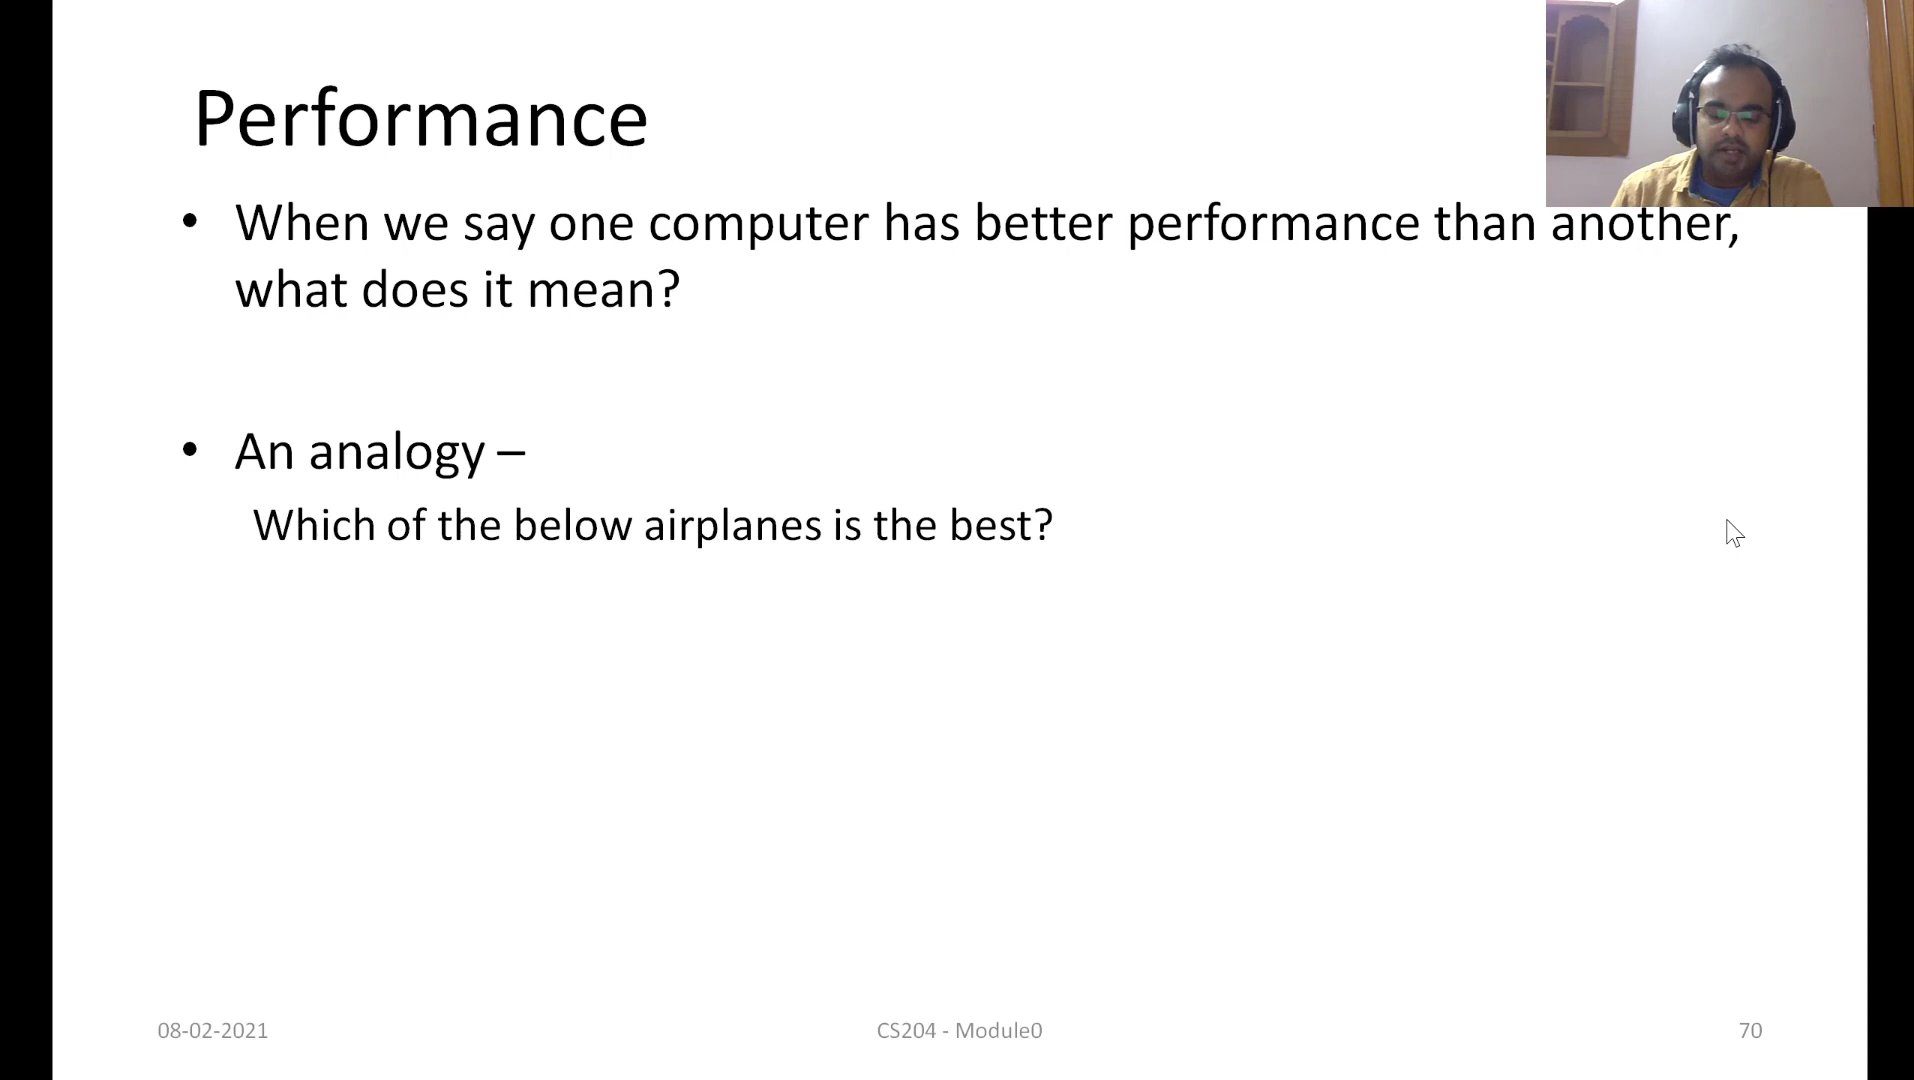 Performance
• When we say one computer has better performance than another,
what does it mean?
• An analogy –
Which of the below airplanes is the best?
08-02-2021
CS204 - Module0
70